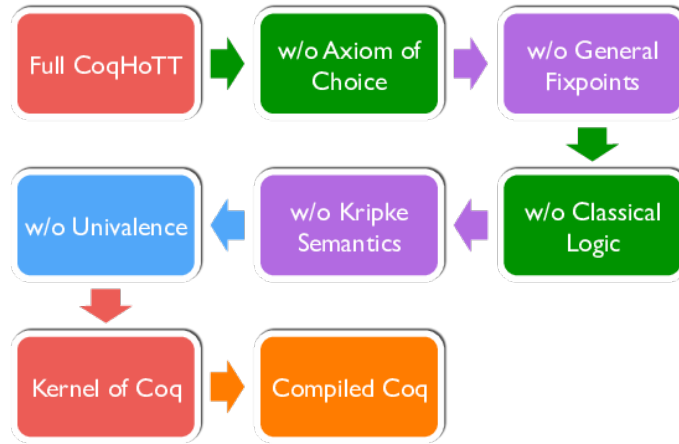 Full CoqHoTT
w/o Axiom of
Choice
w/o General
Fixpoints
w/o Classical
Logic
w/o Kripke
Semantics
w/o Univalence
Kernel of Coq
Compiled Coq